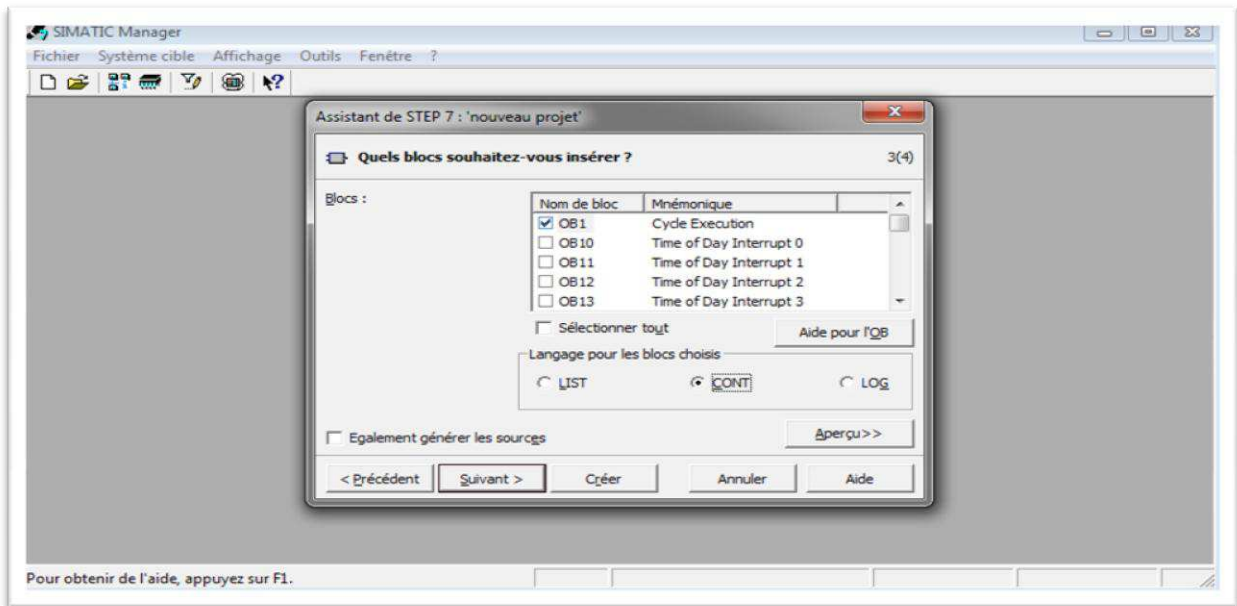 SIMATIC Manager
Fichier Système cible Affichage Outils Fenêtre ?
Assistant de STEP 7 : 'nouveau projet'
Quels blocs souhaitez-vous insérer ? 3(4)
Blocs :
Nom de bloc Mnémonique
OB1 Cycle Execution
OB10 Time of Day Interrupt 0
OB11 Time of Day Interrupt 1
OB12 Time of Day Interrupt 2
OB13 Time of Day Interrupt 3
Sélectionner tout Aide pour l'OB
Langage pour les blocs choisis
LIST CONT LOG
Egalement générer les sources Aperçu>>
< Précédent Suivant > Créer Annuler Aide
Pour obtenir de l'aide, appuyez sur F1.